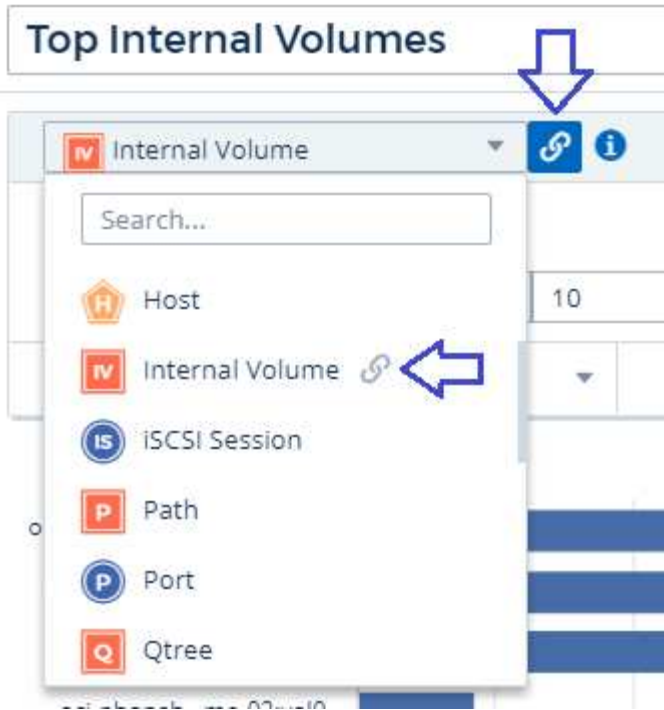 Top Internal Volumes
IV Internal Volume
i
Search...
H Host
10
IV Internal Volume
IS iSCSI Session
P Path
o
P Port
Q Qtree